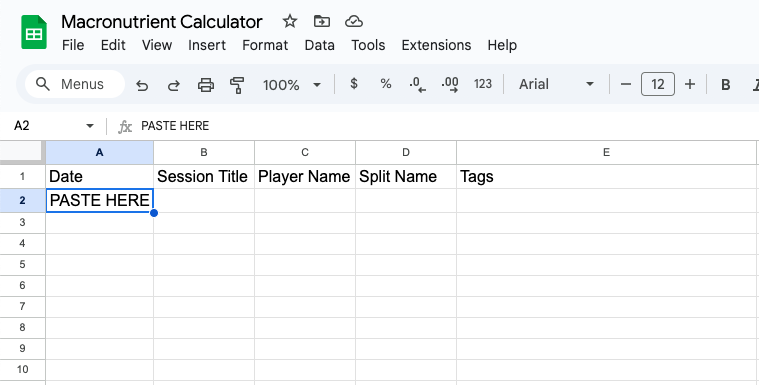 Macronutrient Calculator
File Edit View Insert Format Data Tools Extensions Help
Menus 100% $ % .0 .00 123 Arial − 12 + B I
A2 fx PASTE HERE
A B C D E
1 Date Session Title Player Name Split Name Tags
2 PASTE HERE
3
4
5
6
7
8
9
10